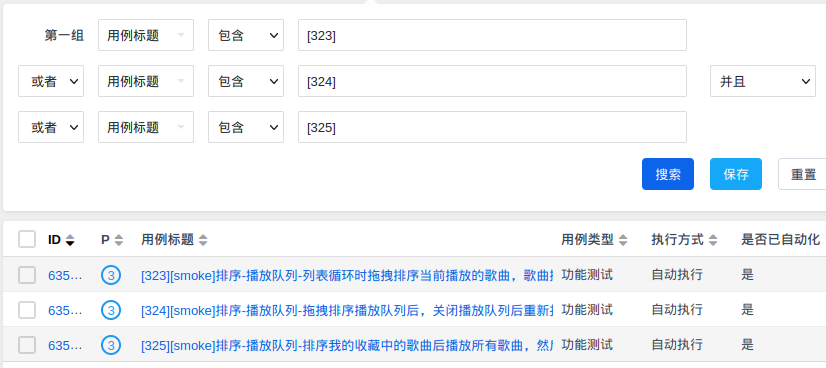 第一组 用例标题 包含 [323]
或者 用例标题 包含 [324] 并且
或者 用例标题 包含 [325]
搜索 保存 重置
ID P 用例标题 用例类型 执行方式 是否已自动化
635... 3 [323][smoke]排序-播放队列-列表循环时拖拽排序当前播放的歌曲，歌曲 功能测试 自动执行 是
635... 3 [324][smoke]排序-播放队列-拖拽排序播放队列后，关闭播放队列后重新 功能测试 自动执行 是
635... 3 [325][smoke]排序-播放队列-排序我的收藏中的歌曲后播放所有歌曲，然 功能测试 自动执行 是